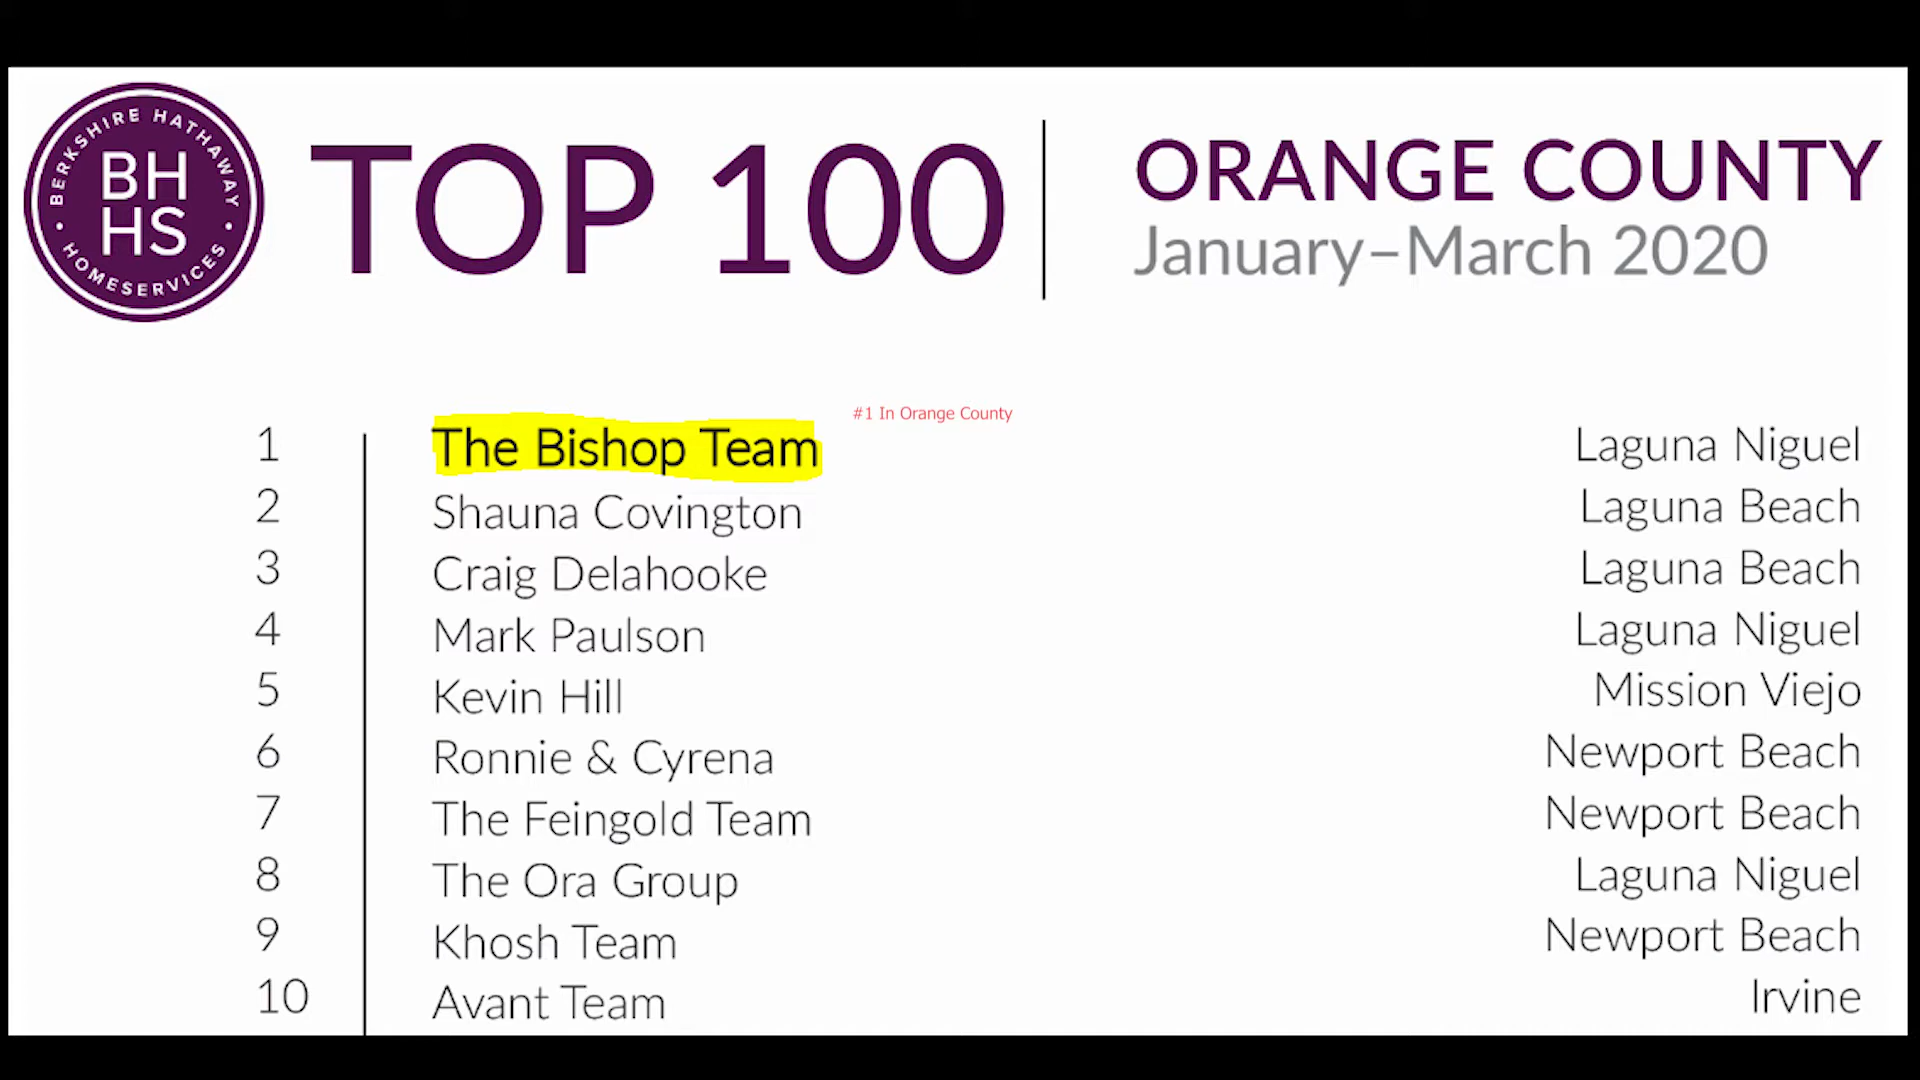 BERKSHIRE HATHAWAY
BH
HS
HOMESERVICES
TOP 100
ORANGE COUNTY
January–March 2020
#1 In Orange County
1 The Bishop Team Laguna Niguel
2 Shauna Covington Laguna Beach
3 Craig Delahooke Laguna Beach
4 Mark Paulson Laguna Niguel
5 Kevin Hill Mission Viejo
6 Ronnie & Cyrena Newport Beach
7 The Feingold Team Newport Beach
8 The Ora Group Laguna Niguel
9 Khosh Team Newport Beach
10 Avant Team Irvine